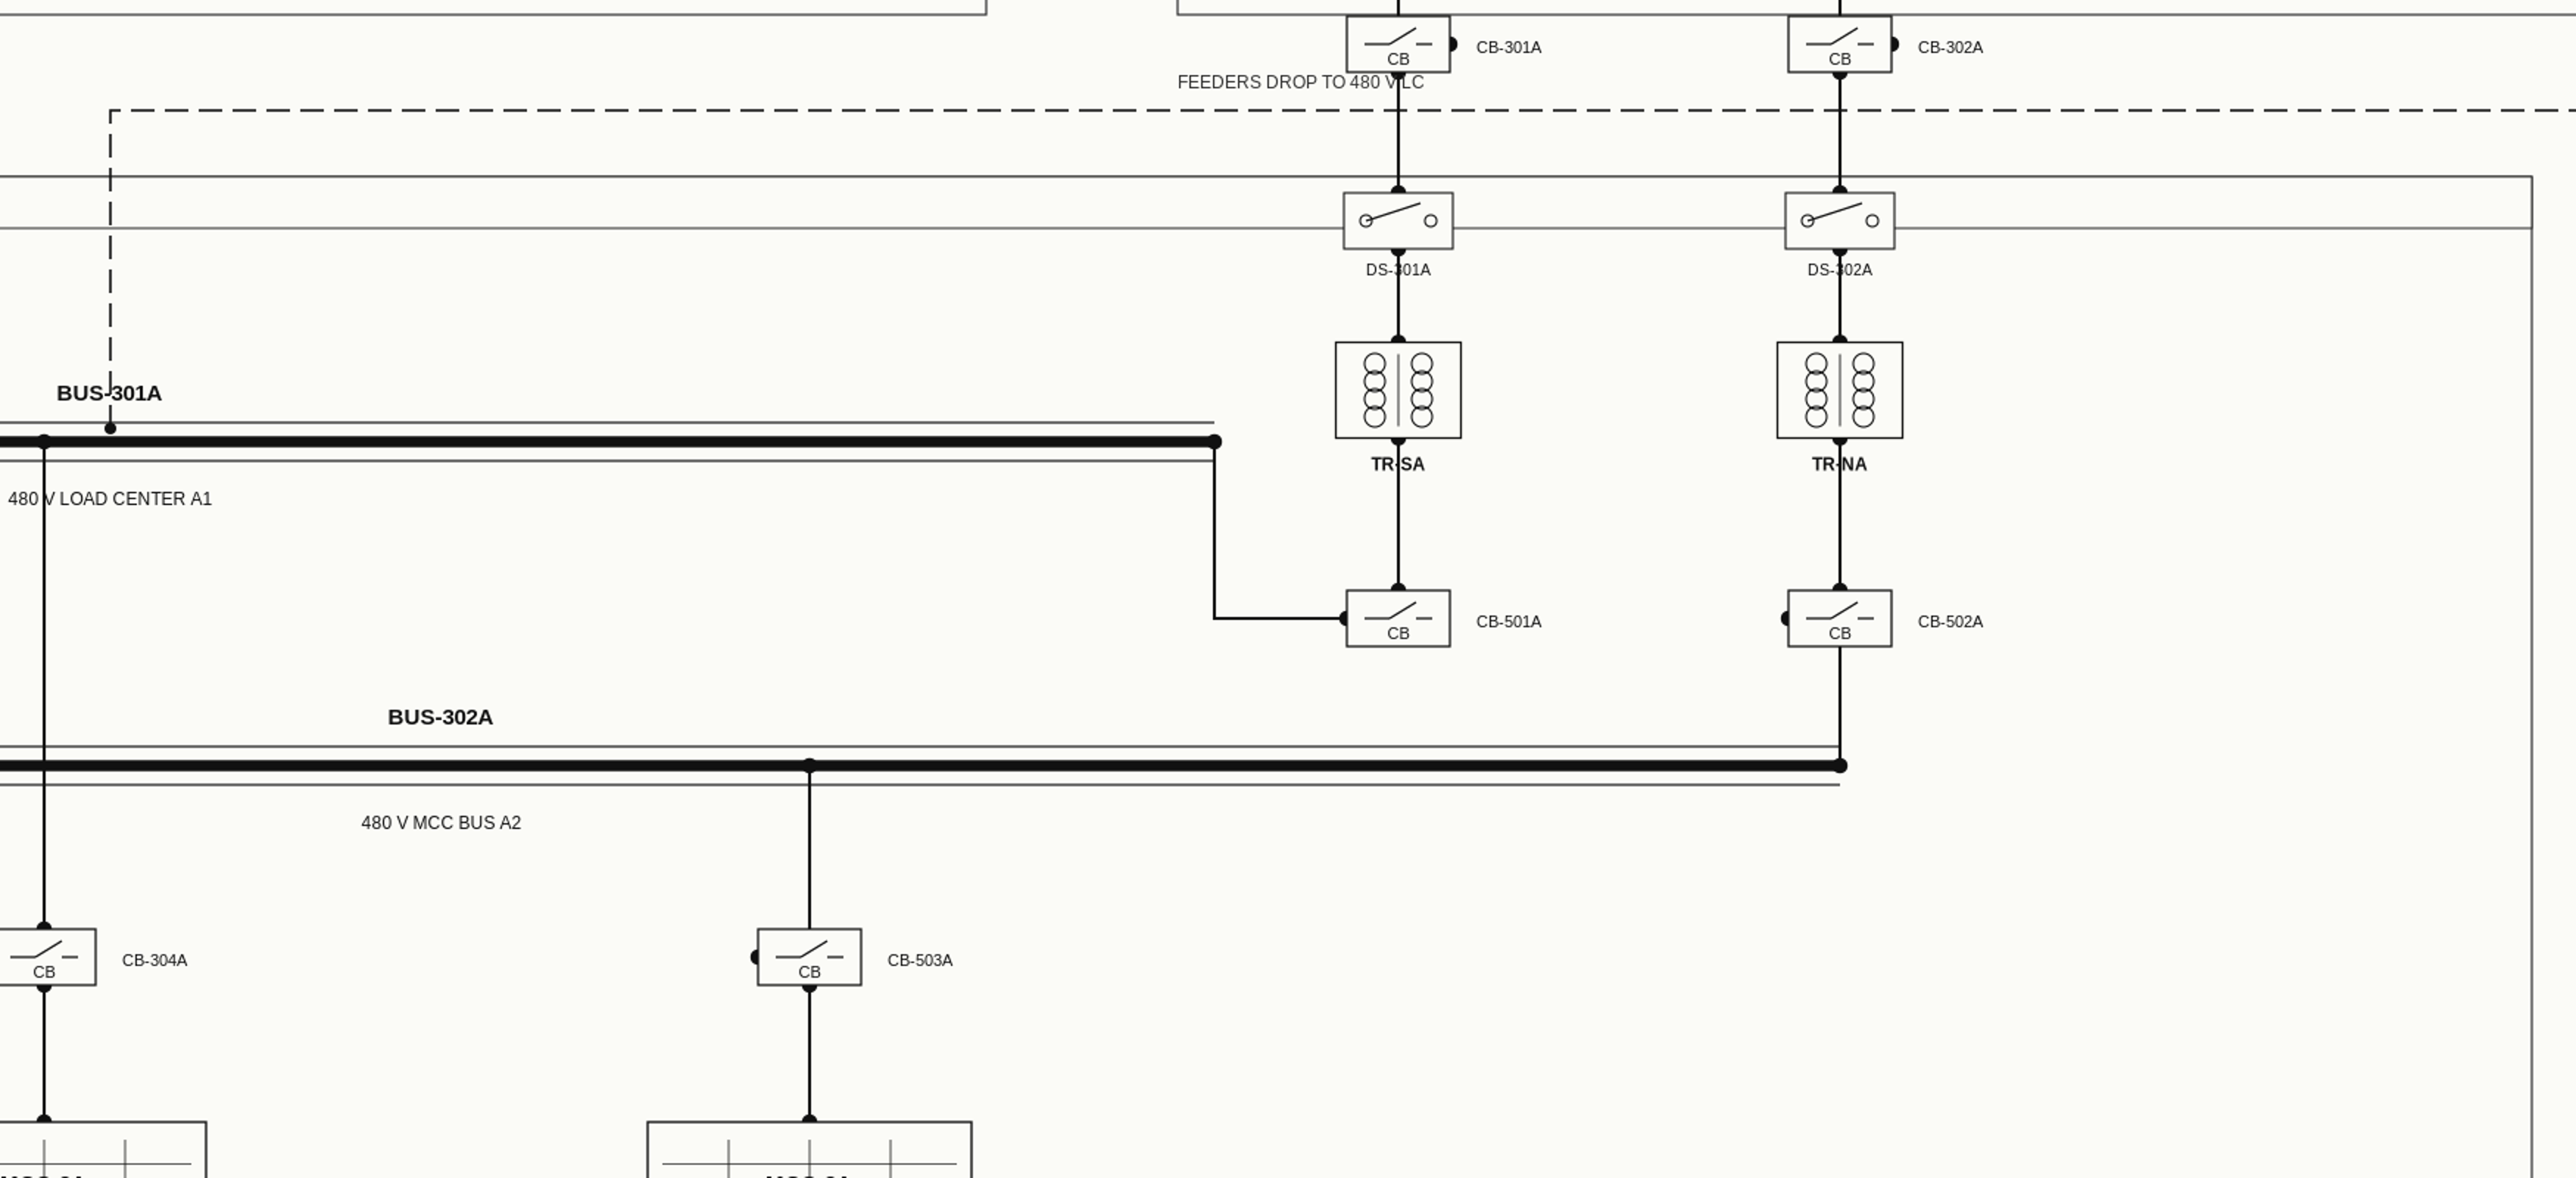 CB CB-301A
CB CB-302A
FEEDERS DROP TO 480 V LC
DS-301A
DS-302A
BUS-301A
TR-SA
TR-NA
480 V LOAD CENTER A1
CB CB-501A
CB CB-502A
BUS-302A
480 V MCC BUS A2
CB CB-304A
CB CB-503A